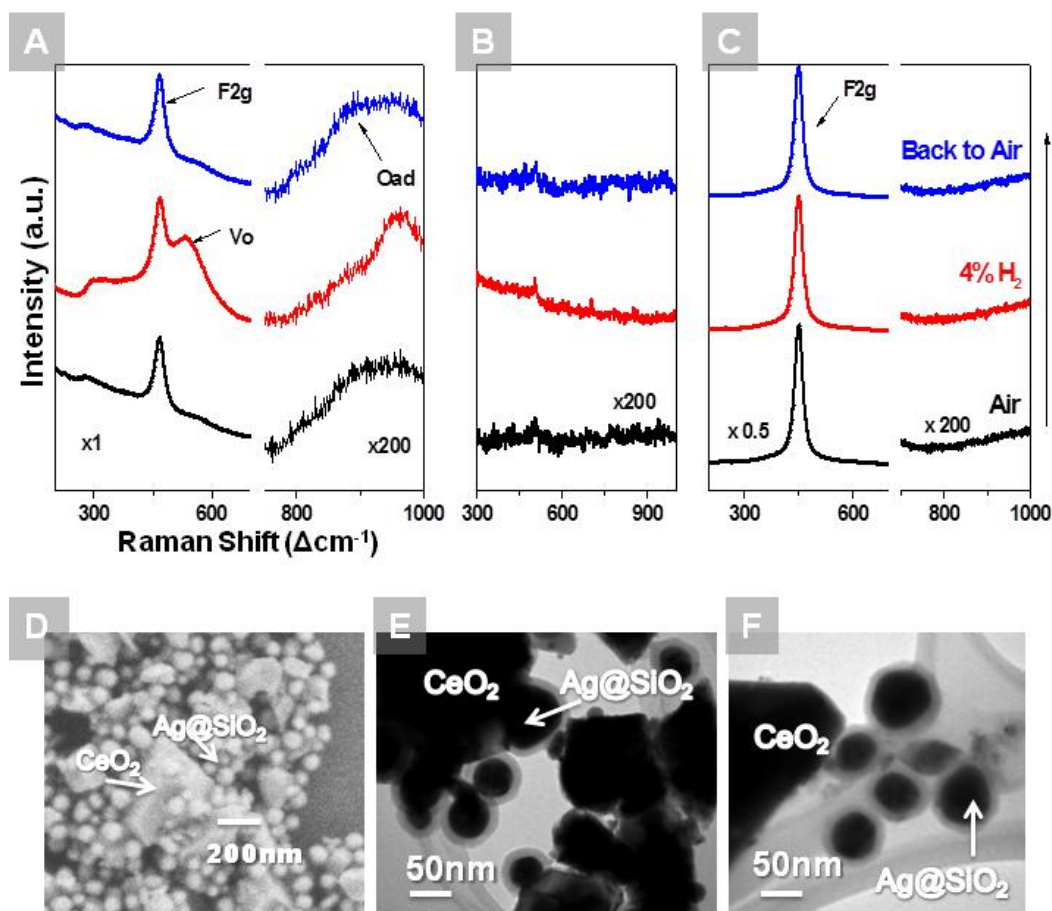 A
B
C
F2g
Oad
Vo
x1
x200
Intensity (a.u.)
300 600 800 1000
Raman Shift (Δcm⁻¹)
x200
300 600 900
F2g
Back to Air
4% H₂
Air
x 0.5
x 200
300 600 800 1000
D
Ag@SiO₂
CeO₂
200nm
E
CeO₂
Ag@SiO₂
50nm
F
CeO₂
50nm
Ag@SiO₂